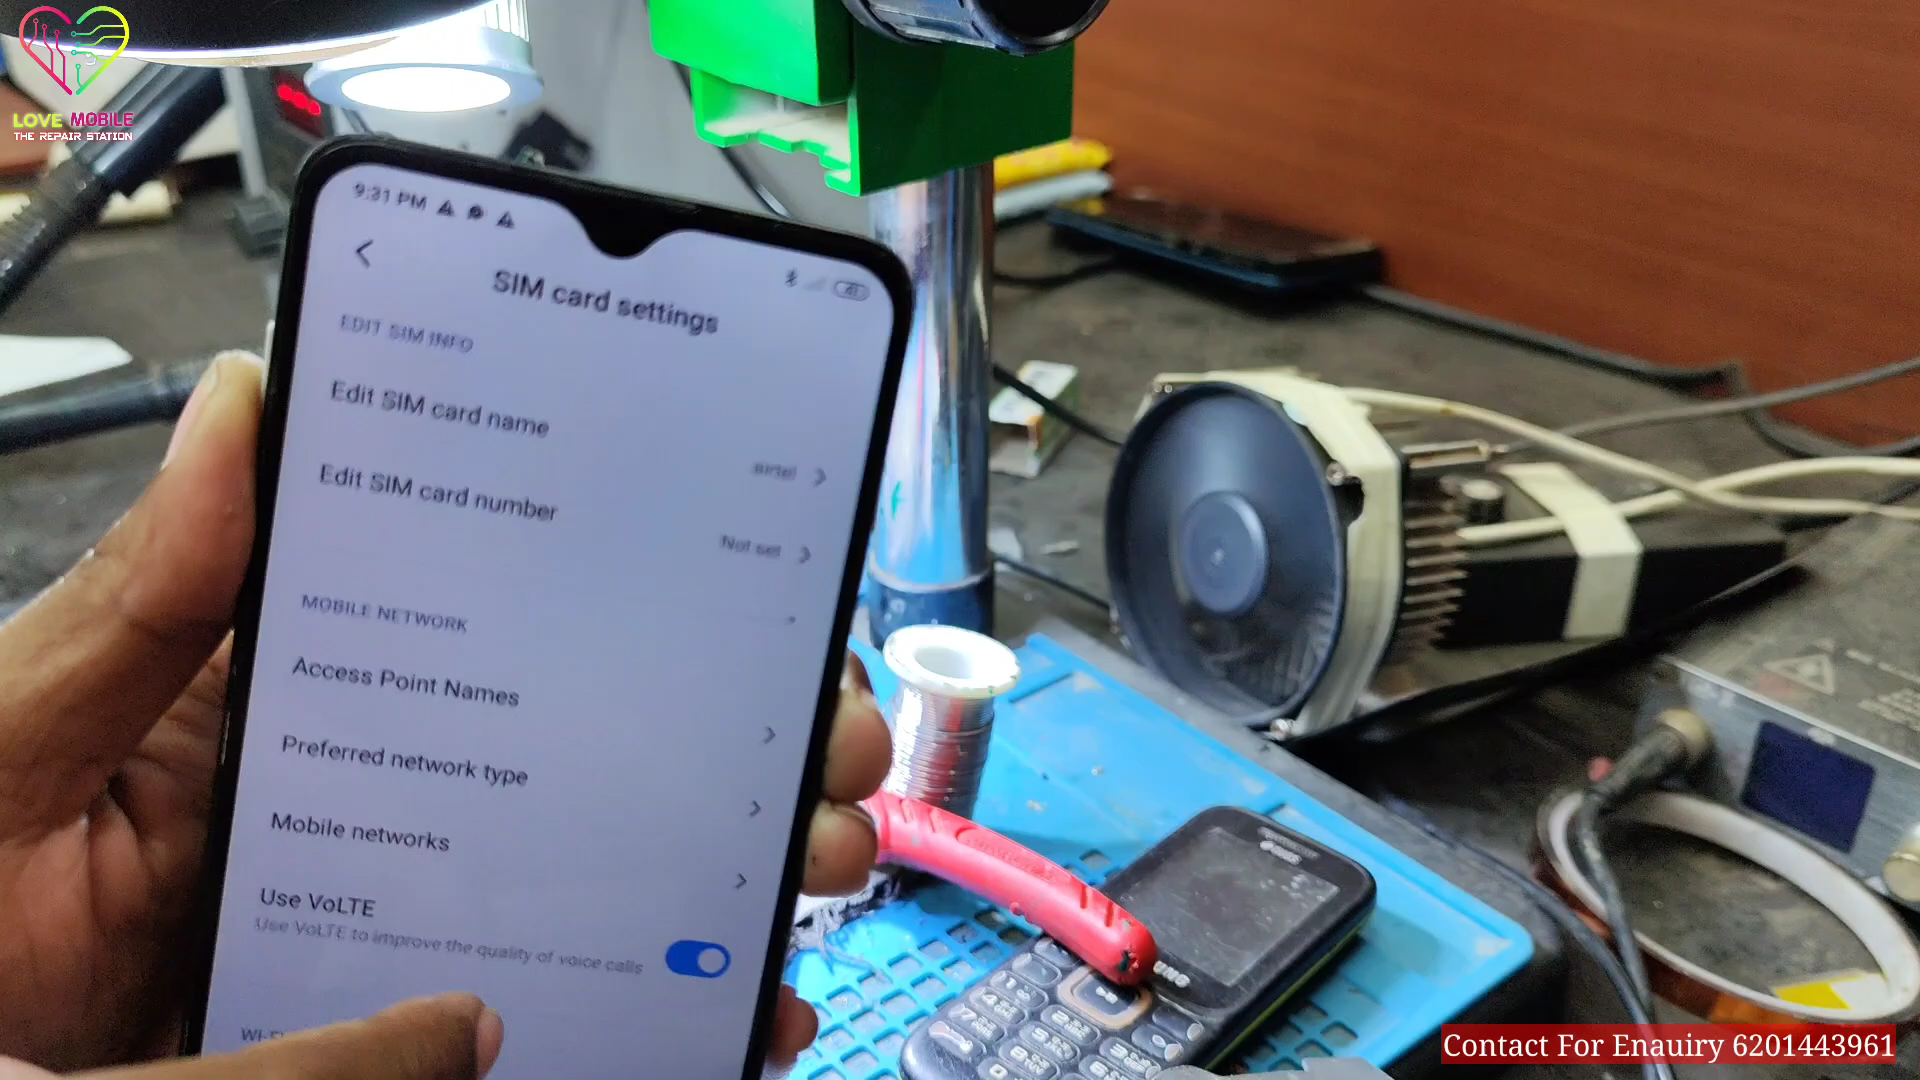 LOVE MOBILE
THE REPAIR STATION
9:31 PM
SIM card settings
EDIT SIM INFO
Edit SIM card name
airtel
Edit SIM card number
Not set
MOBILE NETWORK
Access Point Names
Preferred network type
Mobile networks
Use VoLTE
Use VoLTE to improve the quality of voice calls
Contact For Enauiry 6201443961